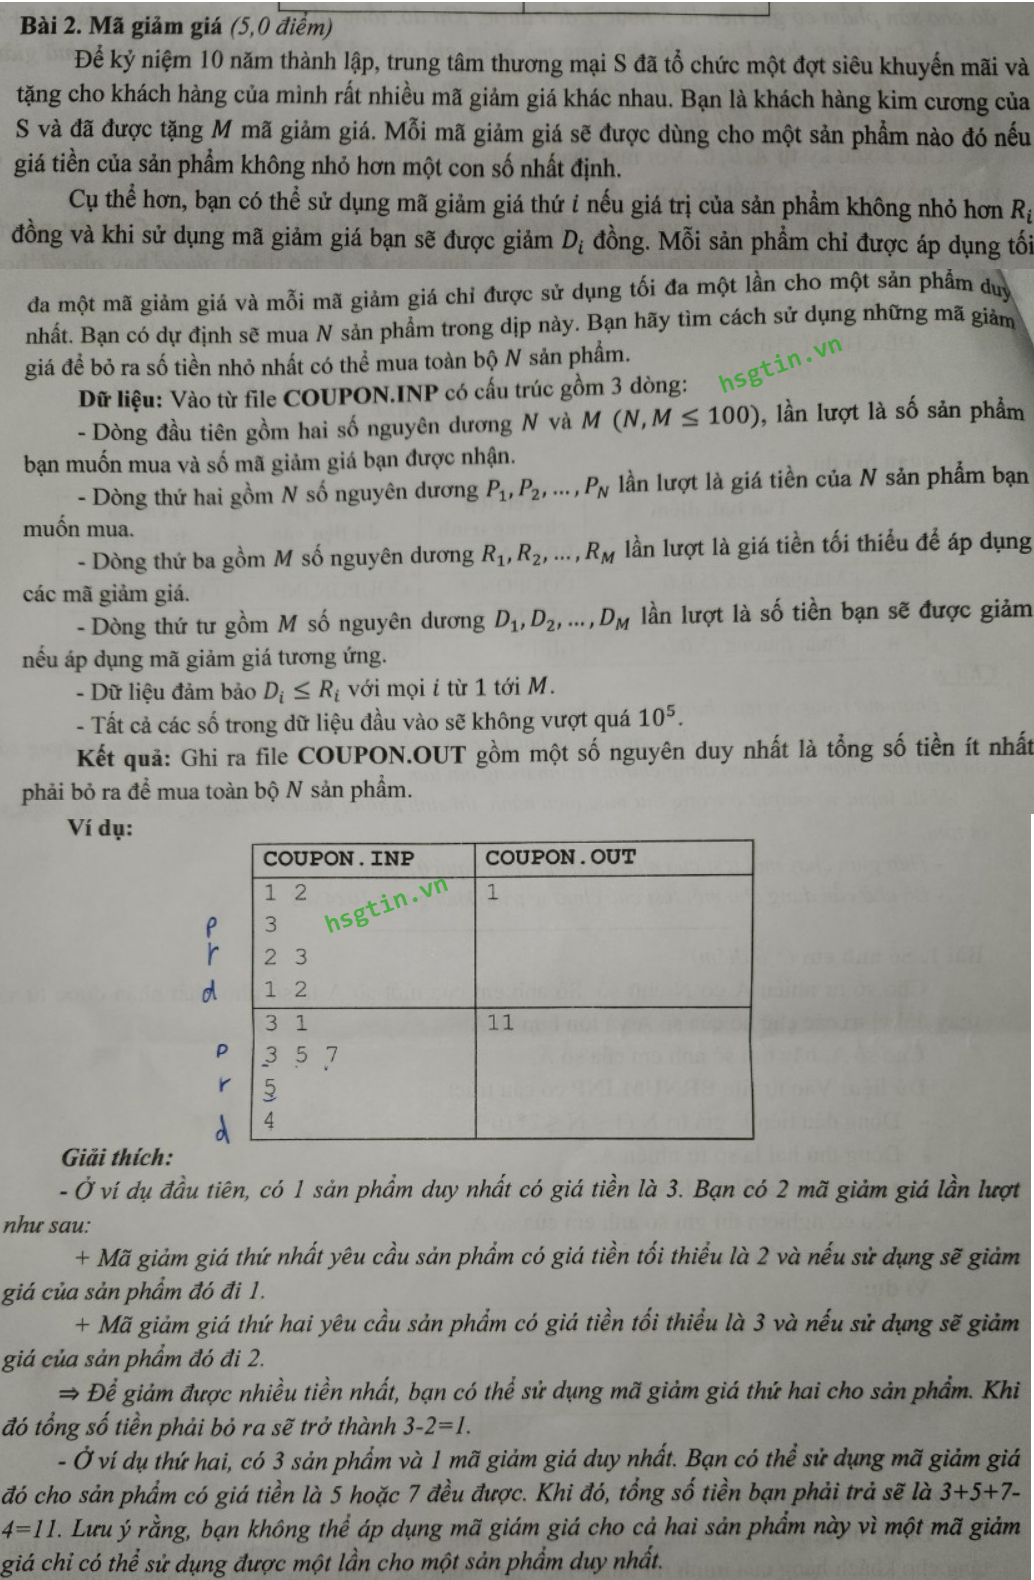 Bài 2. Mã giảm giá (5,0 điểm)
Để kỷ niệm 10 năm thành lập, trung tâm thương mại S đã tổ chức một đợt siêu khuyến mãi và
tặng cho khách hàng của mình rất nhiều mã giảm giá khác nhau. Bạn là khách hàng kim cương của
S và đã được tặng M mã giảm giá. Mỗi mã giảm giá sẽ được dùng cho một sản phẩm nào đó nếu
giá tiền của sản phẩm không nhỏ hơn một con số nhất định.
Cụ thể hơn, bạn có thể sử dụng mã giảm giá thứ i nếu giá trị của sản phẩm không nhỏ hơn Rᵢ
đồng và khi sử dụng mã giảm giá bạn sẽ được giảm Dᵢ đồng. Mỗi sản phẩm chỉ được áp dụng tối
đa một mã giảm giá và mỗi mã giảm giá chỉ được sử dụng tối đa một lần cho một sản phẩm duy
nhất. Bạn có dự định sẽ mua N sản phẩm trong dịp này. Bạn hãy tìm cách sử dụng những mã giảm
giá để bỏ ra số tiền nhỏ nhất có thể mua toàn bộ N sản phẩm.
hsgtin.vn
Dữ liệu: Vào từ file COUPON.INP có cấu trúc gồm 3 dòng:
- Dòng đầu tiên gồm hai số nguyên dương N và M (N, M ≤ 100), lần lượt là số sản phẩm
bạn muốn mua và số mã giảm giá bạn được nhận.
- Dòng thứ hai gồm N số nguyên dương P₁, P₂, ..., P_N lần lượt là giá tiền của N sản phẩm bạn
muốn mua.
- Dòng thứ ba gồm M số nguyên dương R₁, R₂, ..., R_M lần lượt là giá tiền tối thiểu để áp dụng
các mã giảm giá.
- Dòng thứ tư gồm M số nguyên dương D₁, D₂, ..., D_M lần lượt là số tiền bạn sẽ được giảm
nếu áp dụng mã giảm giá tương ứng.
- Dữ liệu đảm bảo Dᵢ ≤ Rᵢ với mọi i từ 1 tới M.
- Tất cả các số trong dữ liệu đầu vào sẽ không vượt quá 10⁵.
Kết quả: Ghi ra file COUPON.OUT gồm một số nguyên duy nhất là tổng số tiền ít nhất
phải bỏ ra để mua toàn bộ N sản phẩm.
Ví dụ:
COUPON.INP COUPON.OUT
1 2 1
hsgtin.vn
p 3
r 2 3
d 1 2
3 1 11
p 3 5 7
r 5
d 4
Giải thích:
- Ở ví dụ đầu tiên, có 1 sản phẩm duy nhất có giá tiền là 3. Bạn có 2 mã giảm giá lần lượt
như sau:
+ Mã giảm giá thứ nhất yêu cầu sản phẩm có giá tiền tối thiểu là 2 và nếu sử dụng sẽ giảm
giá của sản phẩm đó đi 1.
+ Mã giảm giá thứ hai yêu cầu sản phẩm có giá tiền tối thiểu là 3 và nếu sử dụng sẽ giảm
giá của sản phẩm đó đi 2.
⇒ Để giảm được nhiều tiền nhất, bạn có thể sử dụng mã giảm giá thứ hai cho sản phẩm. Khi
đó tổng số tiền phải bỏ ra sẽ trở thành 3-2=1.
- Ở ví dụ thứ hai, có 3 sản phẩm và 1 mã giảm giá duy nhất. Bạn có thể sử dụng mã giảm giá
đó cho sản phẩm có giá tiền là 5 hoặc 7 đều được. Khi đó, tổng số tiền bạn phải trả sẽ là 3+5+7-
4=11. Lưu ý rằng, bạn không thể áp dụng mã giám giá cho cả hai sản phẩm này vì một mã giảm
giá chỉ có thể sử dụng được một lần cho một sản phẩm duy nhất.